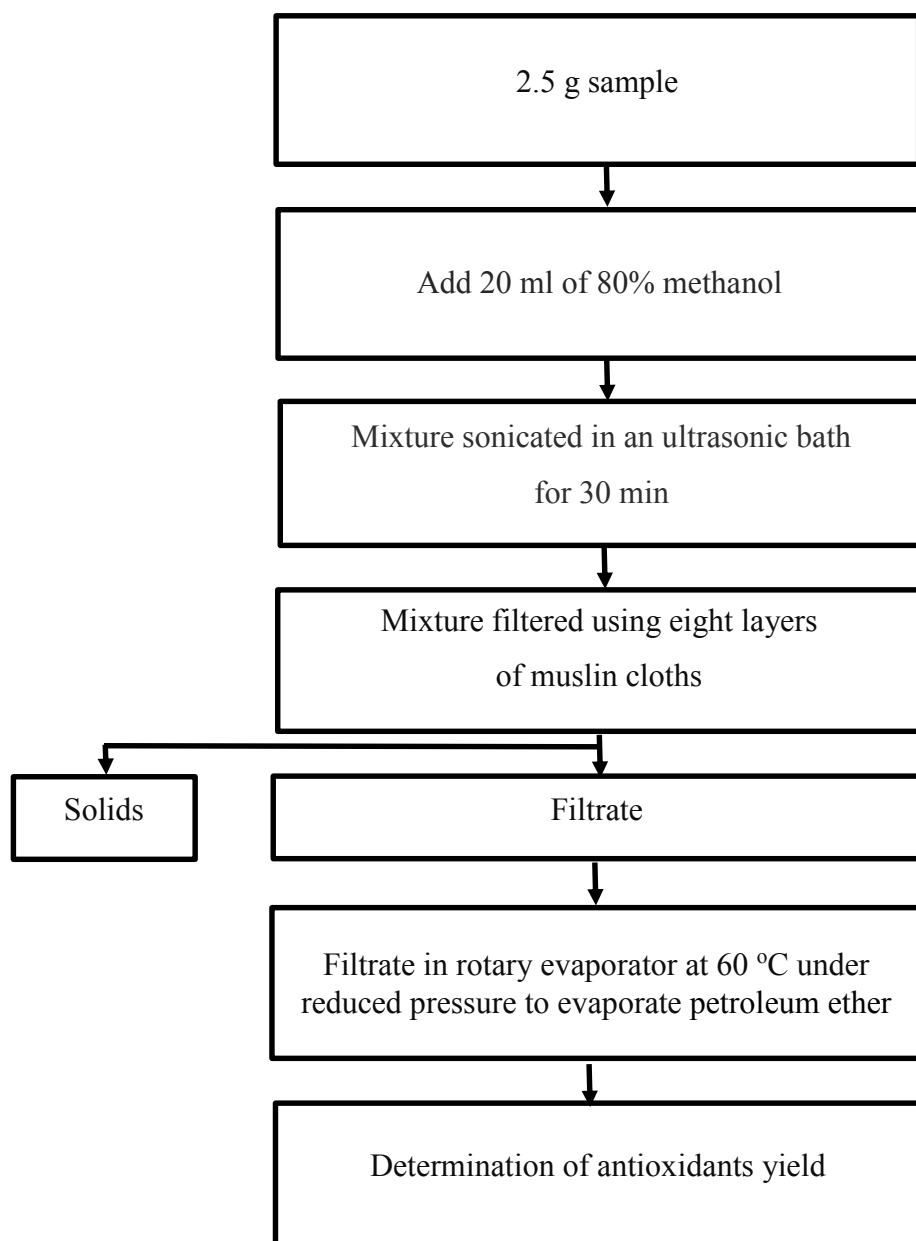 2.5 g sample
Add 20 ml of 80% methanol
Mixture sonicated in an ultrasonic bath
for 30 min
Mixture filtered using eight layers
of muslin cloths
Solids
Filtrate
Filtrate in rotary evaporator at 60 ºC under
reduced pressure to evaporate petroleum ether
Determination of antioxidants yield